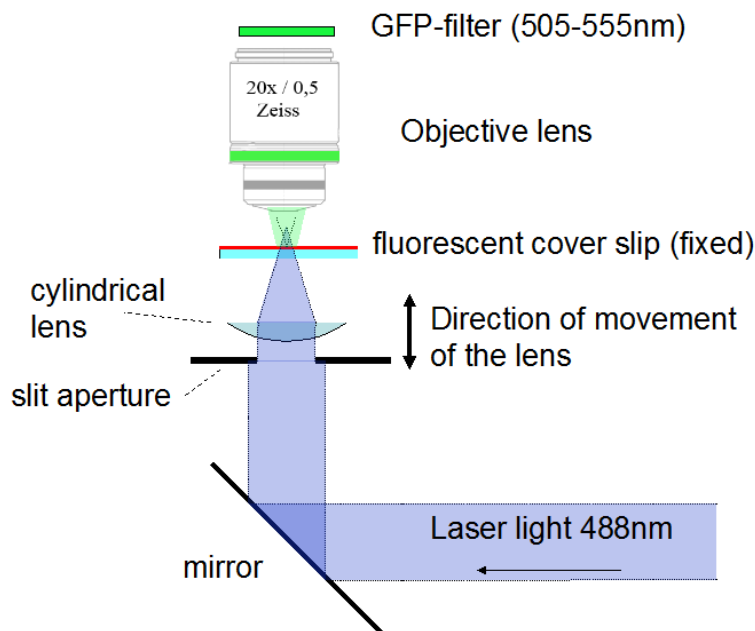 GFP-filter (505-555nm)
20x / 0,5
Zeiss
Objective lens
fluorescent cover slip (fixed)
cylindrical
lens
Direction of movement
of the lens
slit aperture
Laser light 488nm
mirror